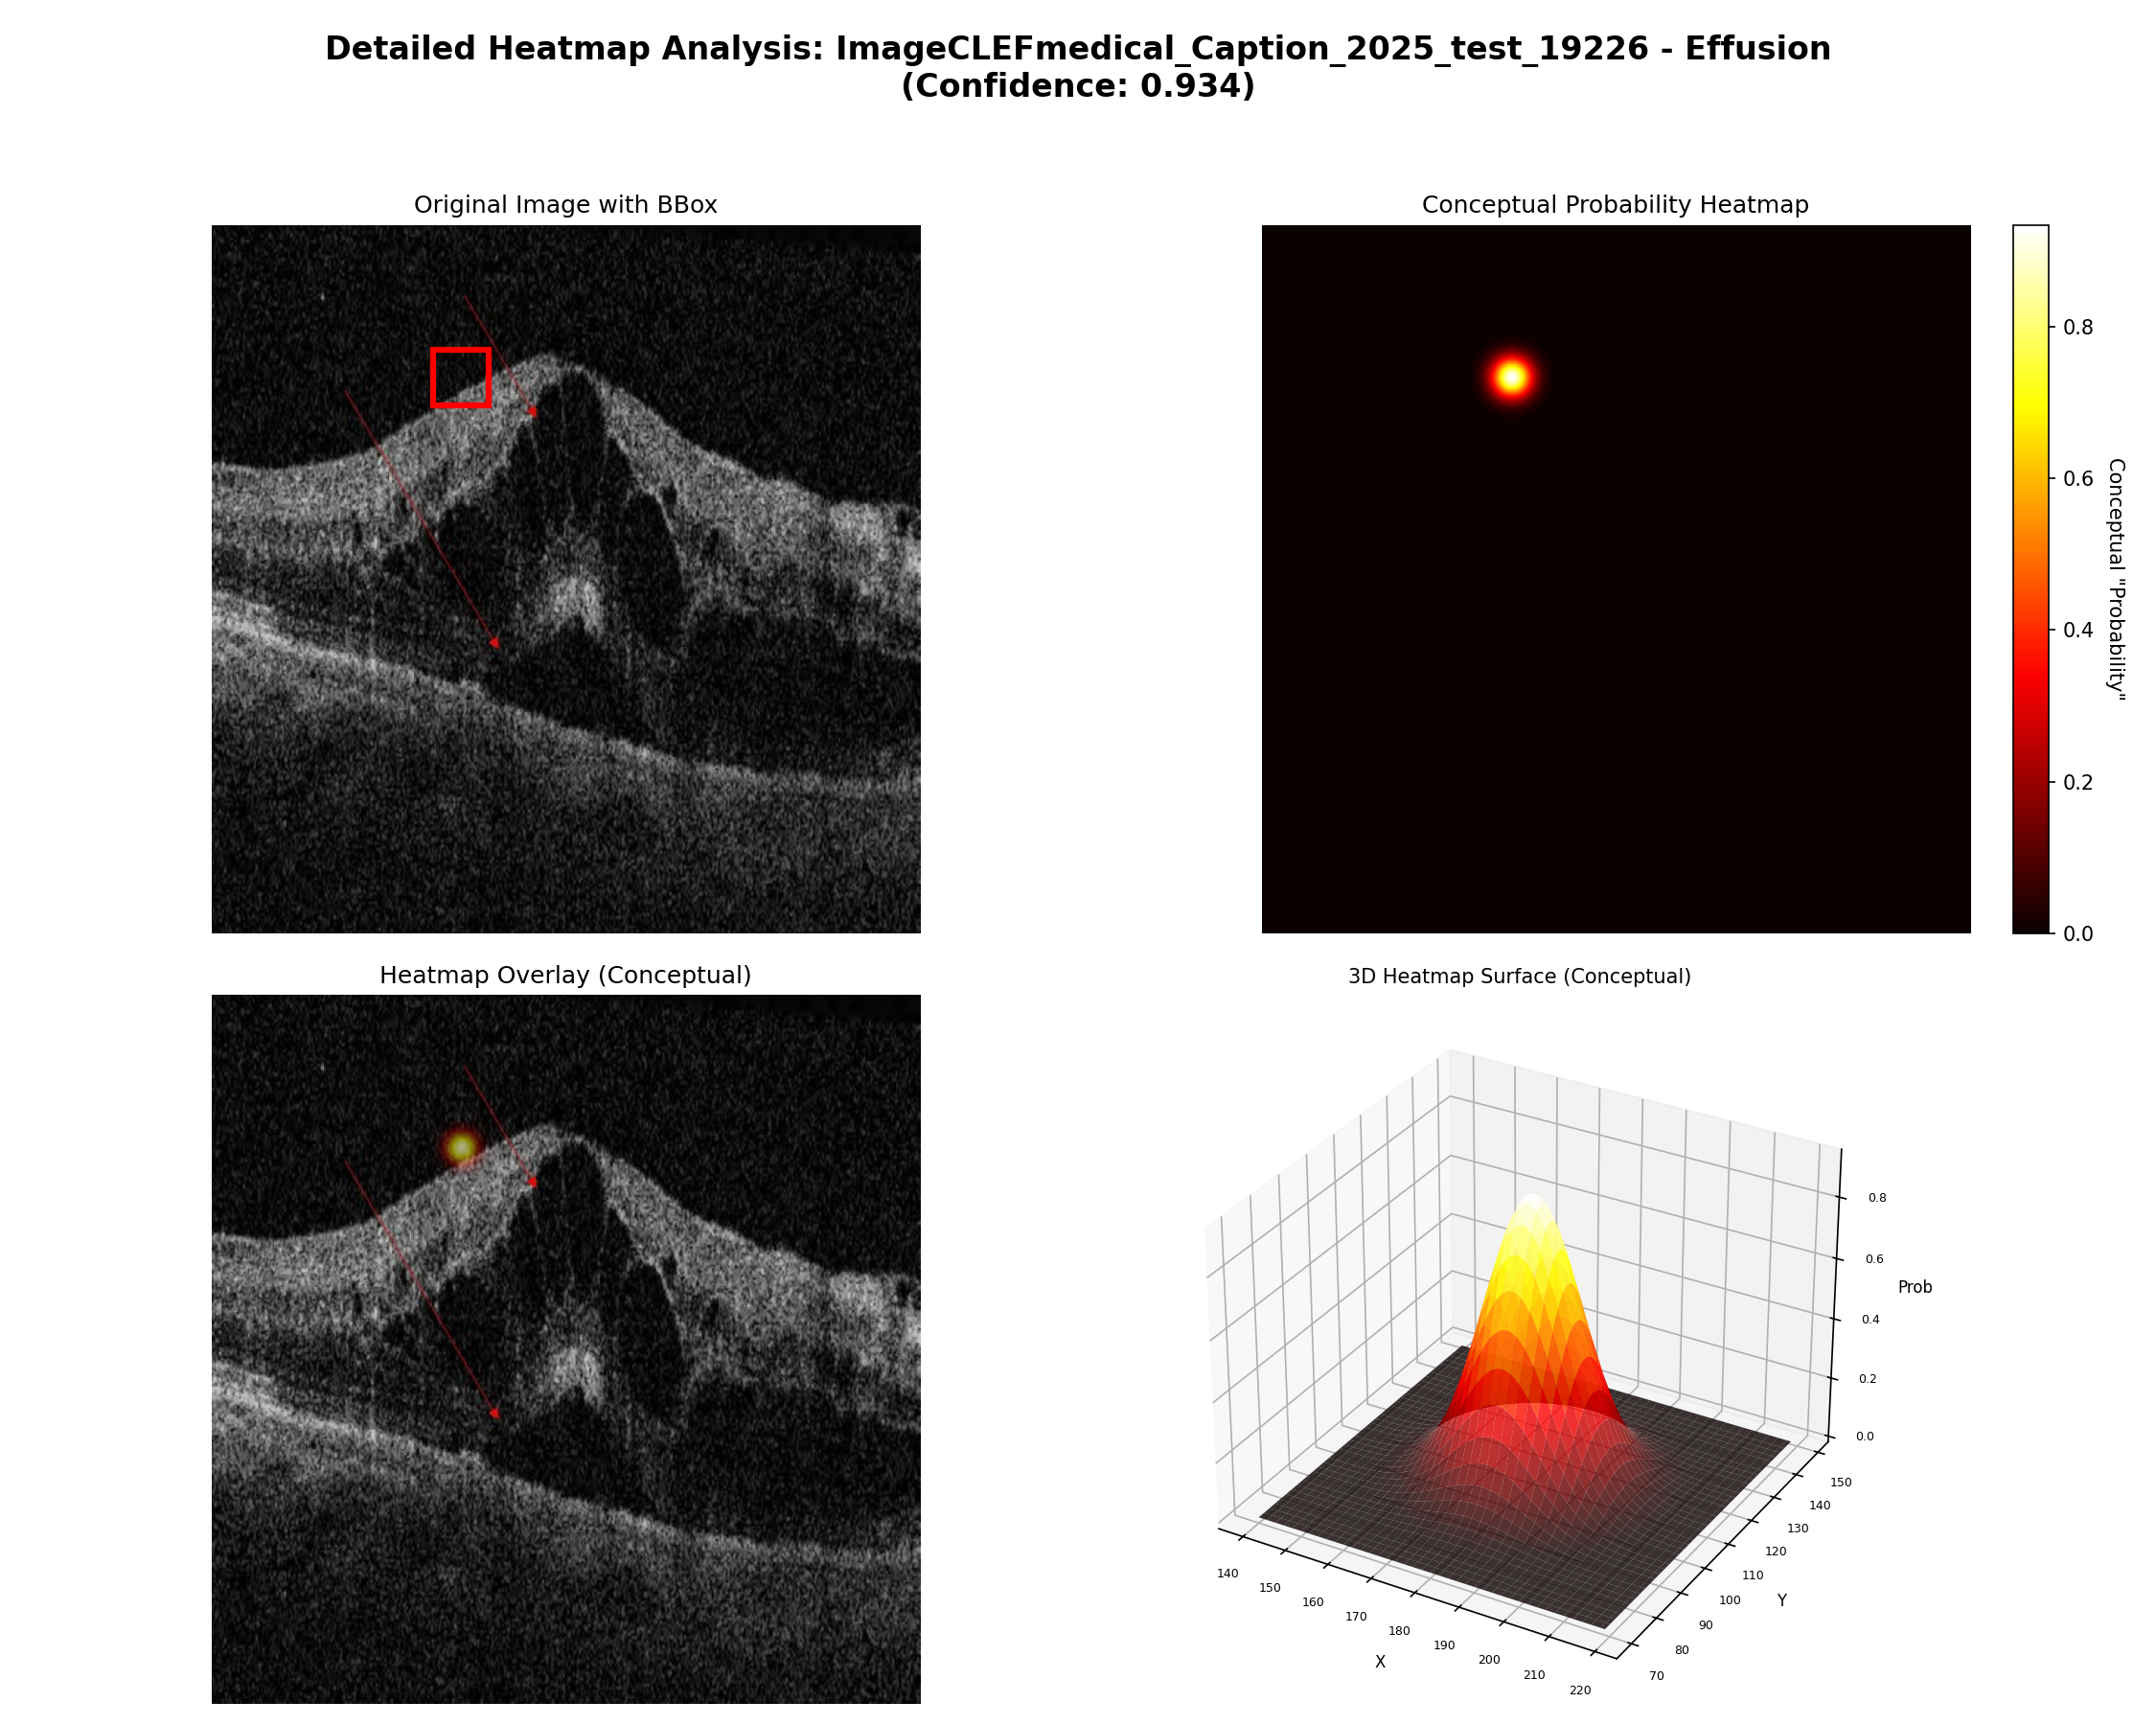 Detailed Heatmap Analysis: ImageCLEFmedical_Caption_2025_test_19226 - Effusion
(Confidence: 0.934)
Original Image with BBox
Conceptual Probability Heatmap
0.8
0.6
0.4
0.2
0.0
Conceptual "Probability"
Heatmap Overlay (Conceptual)
3D Heatmap Surface (Conceptual)
0.8
0.6
0.4
0.2
0.0
Prob
150
140
130
120
110
100
90
80
70
Y
140
150
160
170
180
190
200
210
220
X